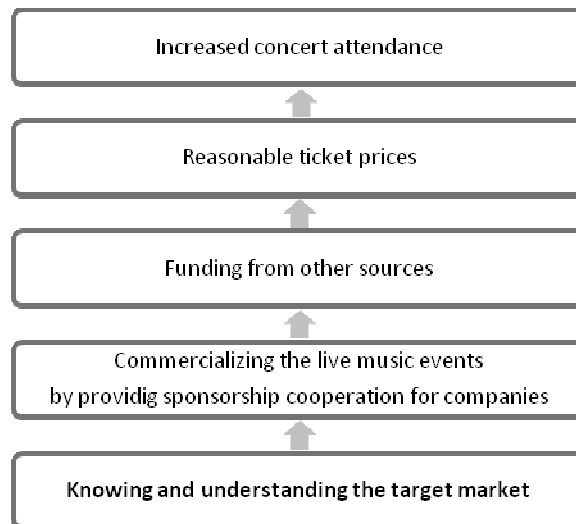 Increased concert attendance
Reasonable ticket prices
Funding from other sources
Commercializing the live music events
by providig sponsorship cooperation for companies
Knowing and understanding the target market